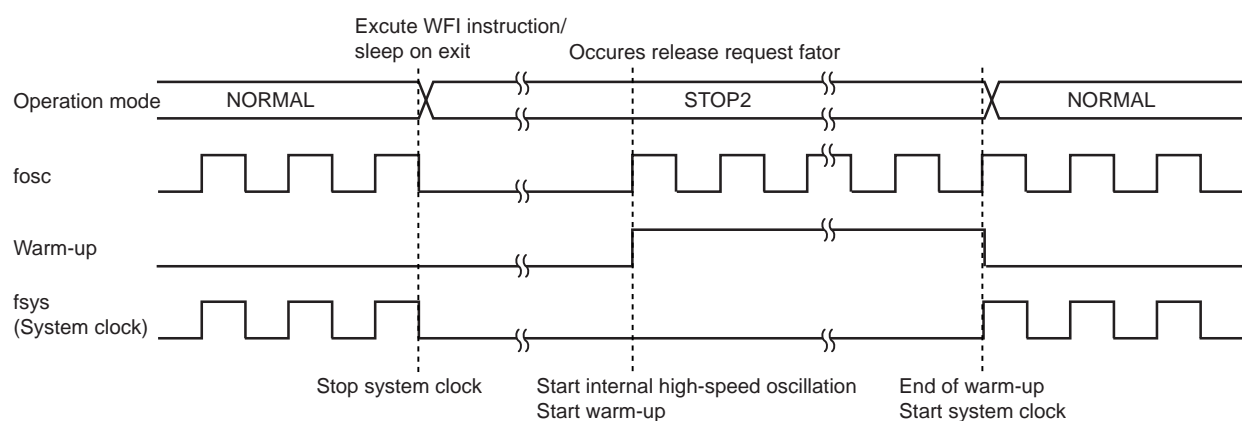 Excute WFI instruction/
sleep on exit
Occures release request fator
Operation mode
NORMAL
STOP2
NORMAL
fosc
Warm-up
fsys
(System clock)
Stop system clock
Start internal high-speed oscillation
Start warm-up
End of warm-up
Start system clock